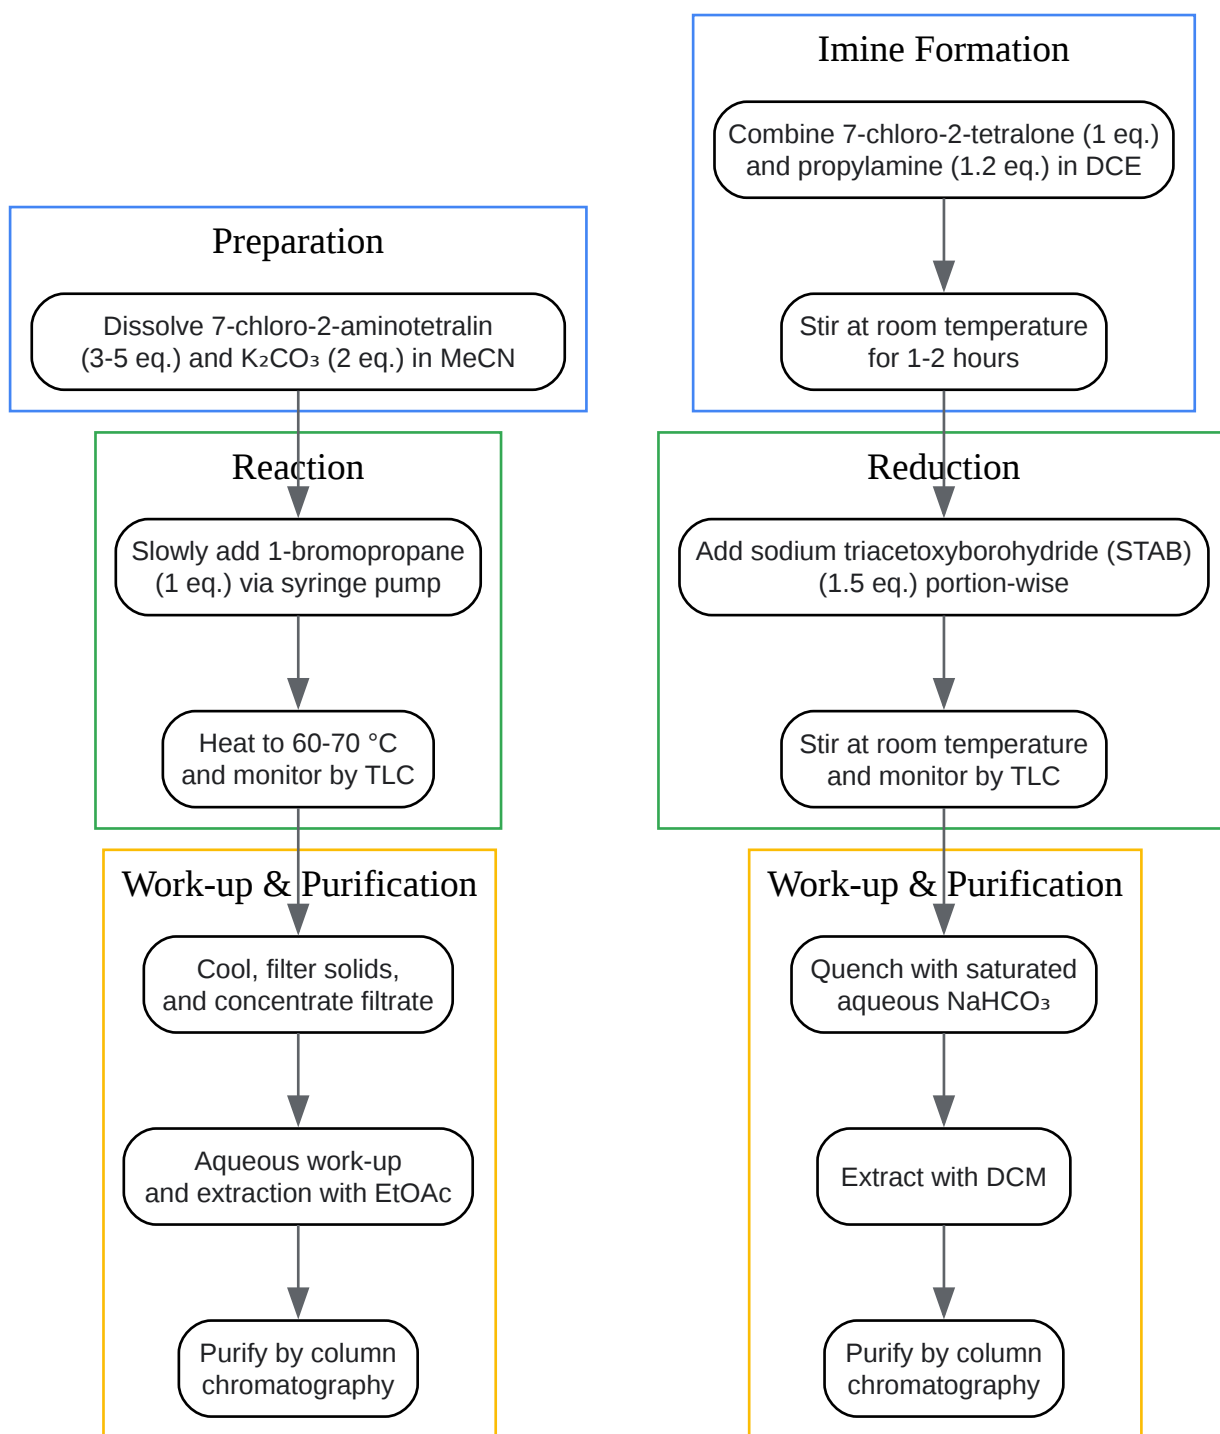 Preparation
Dissolve 7-chloro-2-aminotetralin
(3-5 eq.) and K₂CO₃ (2 eq.) in MeCN
Reaction
Slowly add 1-bromopropane
(1 eq.) via syringe pump
Heat to 60-70 °C
and monitor by TLC
Work-up & Purification
Cool, filter solids,
and concentrate filtrate
Aqueous work-up
and extraction with EtOAc
Purify by column
chromatography
Imine Formation
Combine 7-chloro-2-tetralone (1 eq.)
and propylamine (1.2 eq.) in DCE
Stir at room temperature
for 1-2 hours
Reduction
Add sodium triacetoxyborohydride (STAB)
(1.5 eq.) portion-wise
Stir at room temperature
and monitor by TLC
Work-up & Purification
Quench with saturated
aqueous NaHCO₃
Extract with DCM
Purify by column
chromatography